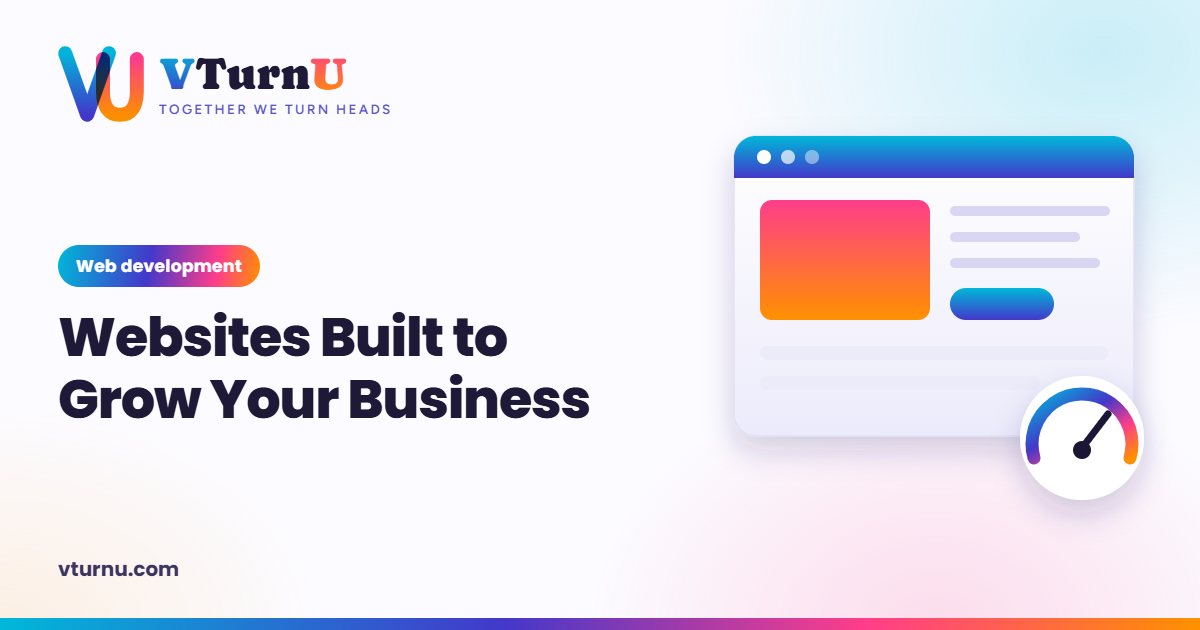 VTurnU
TOGETHER WE TURN HEADS
Web development
Websites Built to
Grow Your Business
vturnu.com